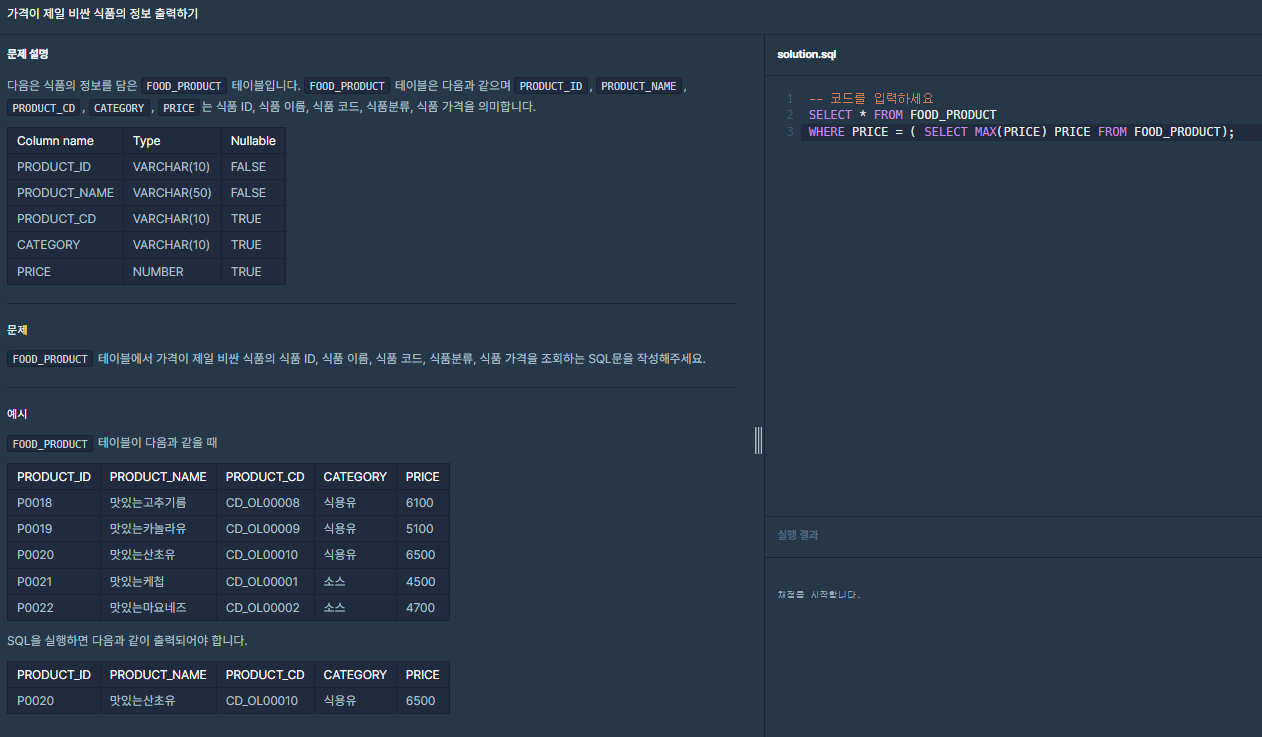 가격이 제일 비싼 식품의 정보 출력하기
문제 설명
다음은 식품의 정보를 담은 FOOD_PRODUCT 테이블입니다. FOOD_PRODUCT 테이블은 다음과 같으며 PRODUCT_ID , PRODUCT_NAME ,
PRODUCT_CD , CATEGORY , PRICE 는 식품 ID, 식품 이름, 식품 코드, 식품분류, 식품 가격을 의미합니다.
Column name Type Nullable
PRODUCT_ID VARCHAR(10) FALSE
PRODUCT_NAME VARCHAR(50) FALSE
PRODUCT_CD VARCHAR(10) TRUE
CATEGORY VARCHAR(10) TRUE
PRICE NUMBER TRUE
문제
FOOD_PRODUCT 테이블에서 가격이 제일 비싼 식품의 식품 ID, 식품 이름, 식품 코드, 식품분류, 식품 가격을 조회하는 SQL문을 작성해주세요.
예시
FOOD_PRODUCT 테이블이 다음과 같을 때
PRODUCT_ID PRODUCT_NAME PRODUCT_CD CATEGORY PRICE
P0018 맛있는고추기름 CD_OL00008 식용유 6100
P0019 맛있는카놀라유 CD_OL00009 식용유 5100
P0020 맛있는산초유 CD_OL00010 식용유 6500
P0021 맛있는케첩 CD_OL00001 소스 4500
P0022 맛있는마요네즈 CD_OL00002 소스 4700
SQL을 실행하면 다음과 같이 출력되어야 합니다.
PRODUCT_ID PRODUCT_NAME PRODUCT_CD CATEGORY PRICE
P0020 맛있는산초유 CD_OL00010 식용유 6500
solution.sql
1 -- 코드를 입력하세요
2 SELECT * FROM FOOD_PRODUCT
3 WHERE PRICE = ( SELECT MAX(PRICE) PRICE FROM FOOD_PRODUCT);
실행 결과
채점을 시작합니다.